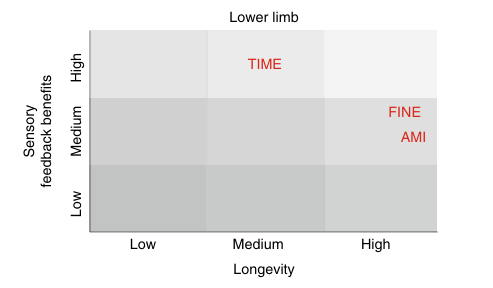 Lower limb
Sensory
feedback benefits
High
Medium
Low
TIME
FINE
AMI
Low
Medium
High
Longevity